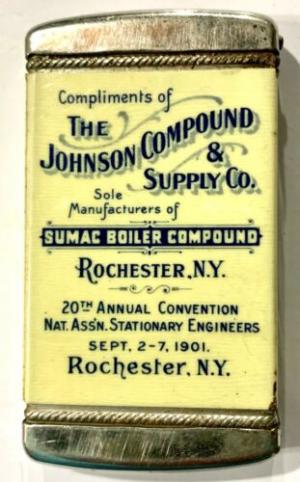 Compliments of
THE
JOHNSON COMPOUND
&
SUPPLY CO.
Sole
Manufacturers of
SUMAC BOILER COMPOUND
ROCHESTER, N.Y.
20TH ANNUAL CONVENTION
NAT. ASS'N. STATIONARY ENGINEERS
SEPT. 2-7, 1901.
Rochester, N.Y.